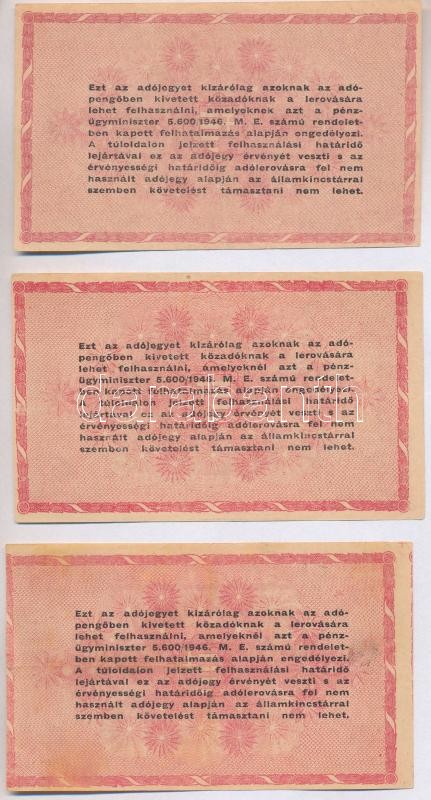 Ezt az adójegyet kizárólag azoknak az adó-
pengőben kivetett közadóknak a lerovására
lehet felhasználni, amelyeknek azt a pénz-
ügyminiszter 5.600/1946. M. E. számú rendelet-
ben kapott felhatalmazás alapján engedélyezi.
A túloldalon jelzett felhasználási határidő
lejártával ez az adójegy érvényét veszti s az
érvényességi határidőig adólerovásra fel nem
használt adójegy alapján az államkincstárral
szemben követelést támasztani nem lehet.
Ezt az adójegyet kizárólag azoknak az adó-
pengőben kivetett közadóknak a lerovására
lehet felhasználni, amelyeknél azt a pénz-
ügyminiszter 5.600/1946. M. E. számú rendelet-
ben kapott felhatalmazás alapján engedélyezi.
A túloldalon jelzett felhasználási határidő
lejártával ez az adójegy érvényét veszti s az
érvényességi határidőig adólerovásra fel nem
használt adójegy alapján az államkincstárral
szemben követelést támasztani nem lehet.
darabanth
Ezt az adójegyet kizárólag azoknak az adó-
pengőben kivetett közadóknak a lerovására
lehet felhasználni, amelyeknél azt a pénz-
ügyminiszter 5.600/1946. M. E. számú rendelet-
ben kapott felhatalmazás alapján engedélyezi.
A túloldalon jelzett felhasználási határidő
lejártával ez az adójegy érvényét veszti s az
érvényességi határidőig adólerovásra fel nem
használt adójegy alapján az államkincstárral
szemben követelést támasztani nem lehet.